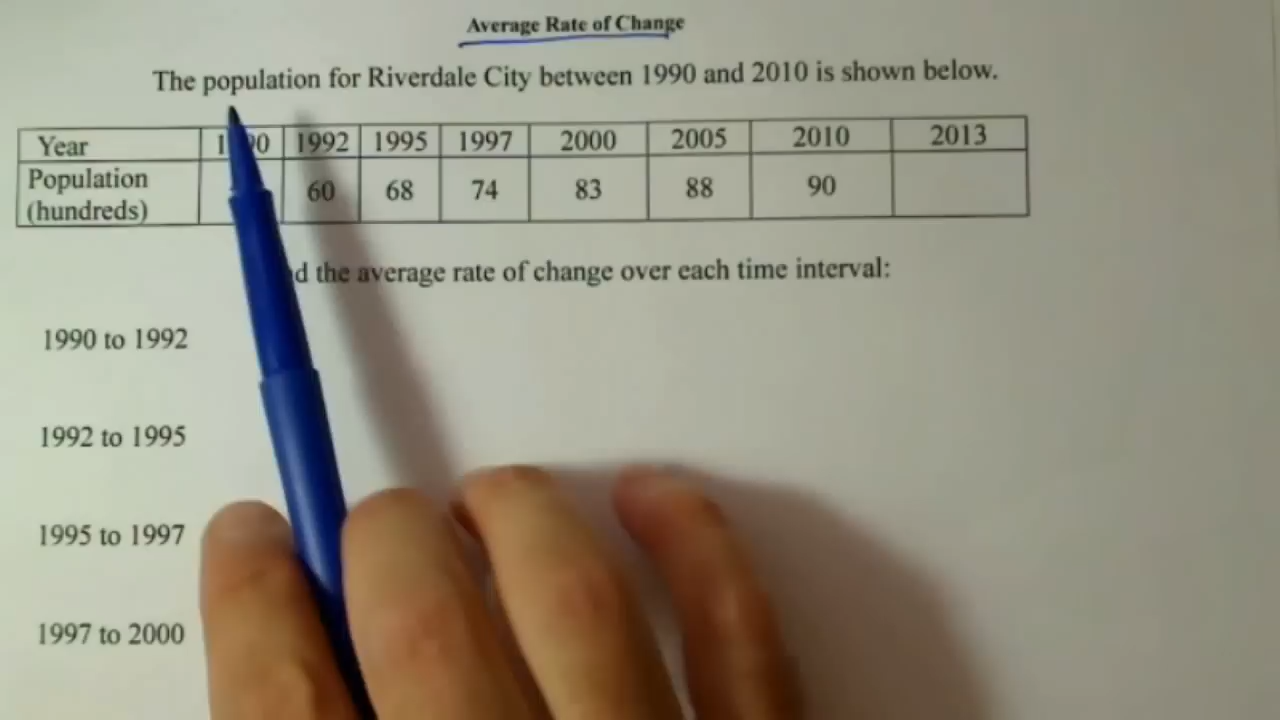 Average Rate of Change
The population for Riverdale City between 1990 and 2010 is shown below.
Year 1992 1995 1997 2000 2005 2010 2013
Population (hundreds) 60 68 74 83 88 90
the average rate of change over each time interval:
1990 to 1992
1992 to 1995
1995 to 1997
1997 to 2000